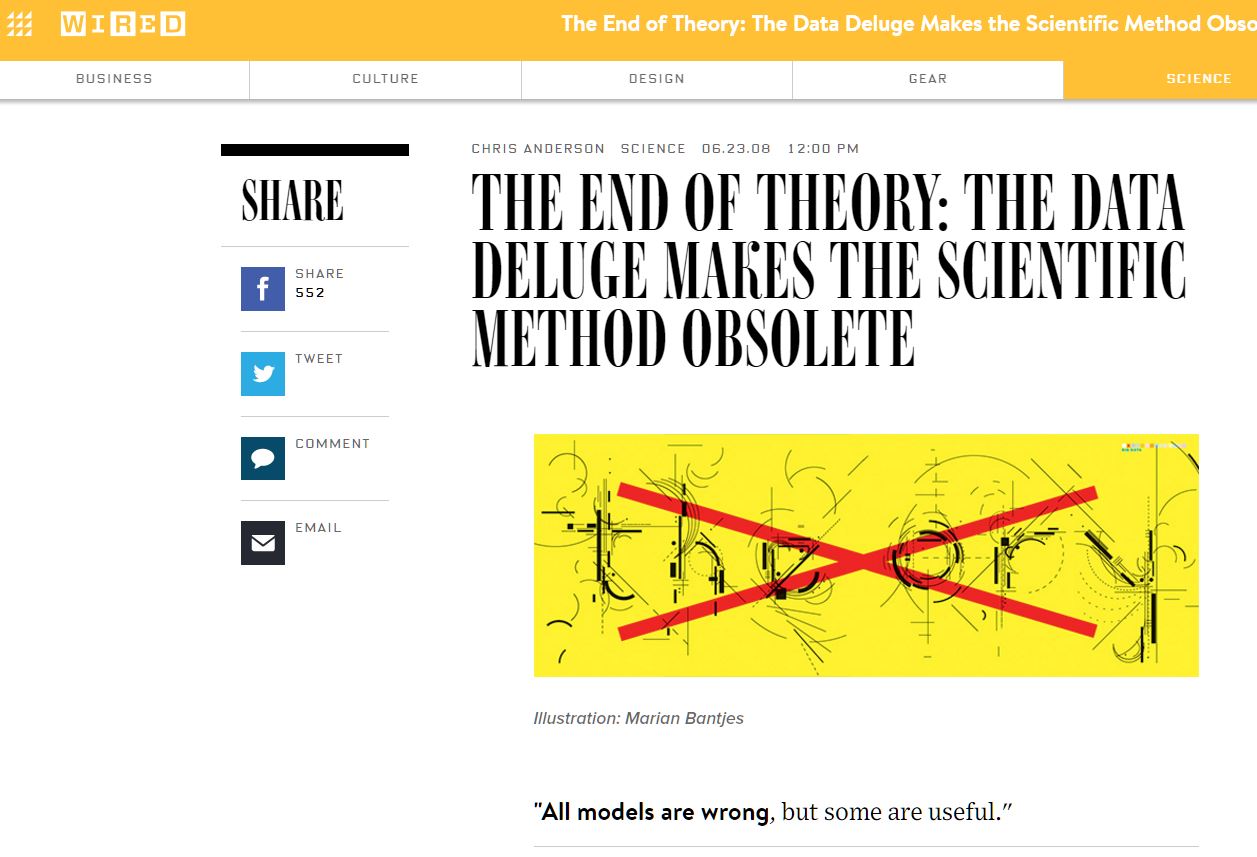 WIRED
The End of Theory: The Data Deluge Makes the Scientific Method Obso
BUSINESS
CULTURE
DESIGN
GEAR
SCIENCE
SHARE
SHARE
552
TWEET
COMMENT
EMAIL
CHRIS ANDERSON SCIENCE 06.23.08 12:00 PM
THE END OF THEORY: THE DATA
DELUGE MAKES THE SCIENTIFIC
METHOD OBSOLETE
theory
Illustration: Marian Bantjes
"All models are wrong, but some are useful."